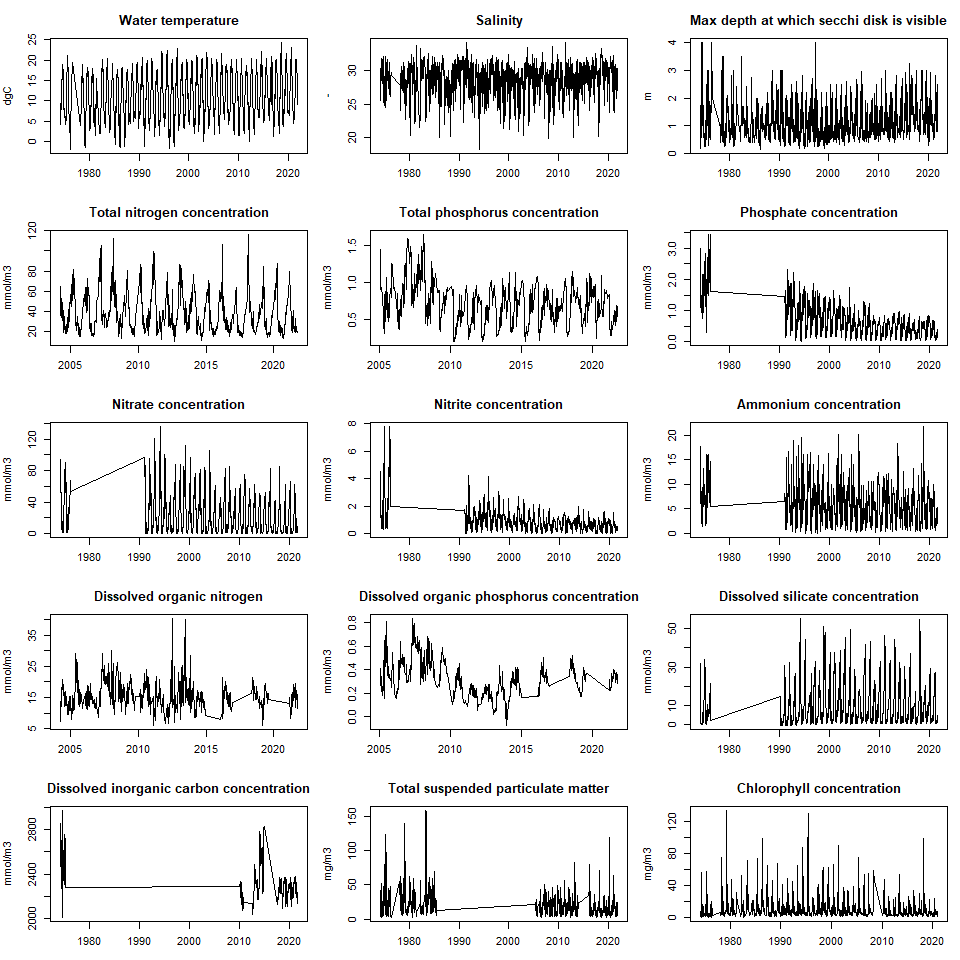 Water temperature
dgC
0 5 10 15 20 25
1980 1990 2000 2010 2020
Salinity
20 25 30
1980 1990 2000 2010 2020
Max depth at which secchi disk is visible
m
0 1 2 3 4
1980 1990 2000 2010 2020
Total nitrogen concentration
mmol/m3
20 40 60 80 120
2005 2010 2015 2020
Total phosphorus concentration
mmol/m3
0.5 1.0 1.5
2005 2010 2015 2020
Phosphate concentration
mmol/m3
0.0 1.0 2.0 3.0
1980 1990 2000 2010 2020
Nitrate concentration
mmol/m3
0 40 80 120
1980 1990 2000 2010 2020
Nitrite concentration
mmol/m3
0 2 4 6 8
1980 1990 2000 2010 2020
Ammonium concentration
mmol/m3
0 5 10 15 20
1980 1990 2000 2010 2020
Dissolved organic nitrogen
mmol/m3
5 15 25 35
2005 2010 2015 2020
Dissolved organic phosphorus concentration
mmol/m3
0.0 0.2 0.4 0.6 0.8
2005 2010 2015 2020
Dissolved silicate concentration
mmol/m3
0 10 30 50
1980 1990 2000 2010 2020
Dissolved inorganic carbon concentration
mmol/m3
2000 2400 2800
1980 1990 2000 2010 2020
Total suspended particulate matter
mg/m3
0 50 100 150
1980 1990 2000 2010 2020
Chlorophyll concentration
mg/m3
0 40 80 120
1980 1990 2000 2010 2020